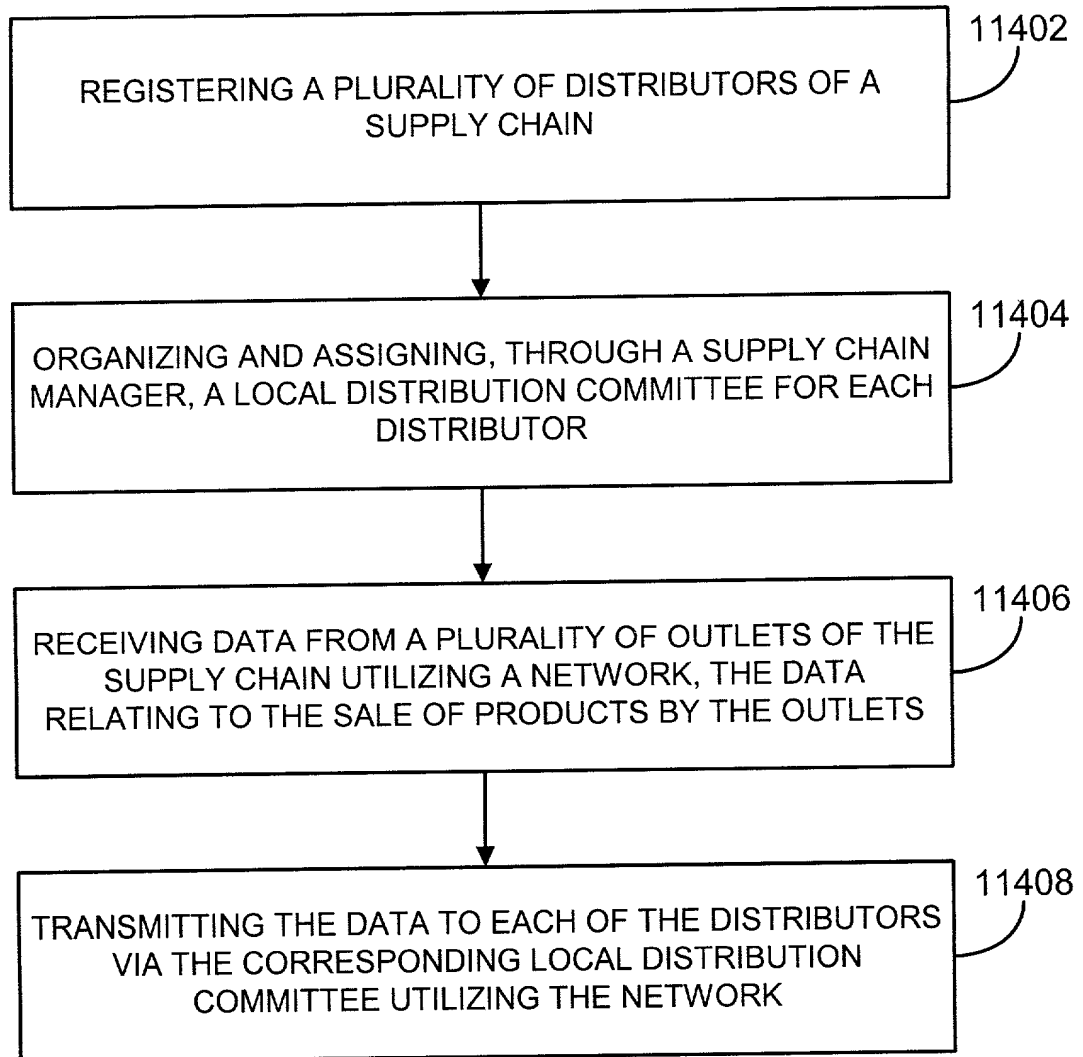 11402
REGISTERING A PLURALITY OF DISTRIBUTORS OF A
SUPPLY CHAIN
11404
ORGANIZING AND ASSIGNING, THROUGH A SUPPLY CHAIN
MANAGER, A LOCAL DISTRIBUTION COMMITTEE FOR EACH
DISTRIBUTOR
11406
RECEIVING DATA FROM A PLURALITY OF OUTLETS OF THE
SUPPLY CHAIN UTILIZING A NETWORK, THE DATA
RELATING TO THE SALE OF PRODUCTS BY THE OUTLETS
11408
TRANSMITTING THE DATA TO EACH OF THE DISTRIBUTORS
VIA THE CORRESPONDING LOCAL DISTRIBUTION
COMMITTEE UTILIZING THE NETWORK